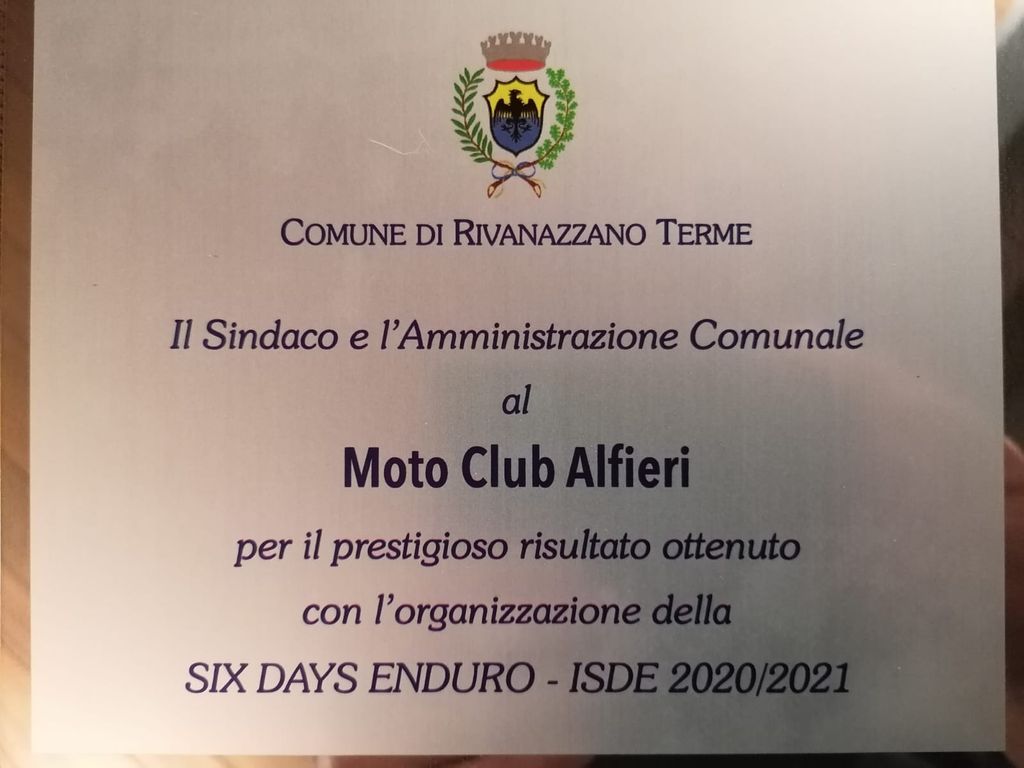 COMUNE DI RIVANAZZANO TERME
Il Sindaco e l'Amministrazione Comunale
al
Moto Club Alfieri
per il prestigioso risultato ottenuto
con l'organizzazione della
SIX DAYS ENDURO - ISDE 2020/2021